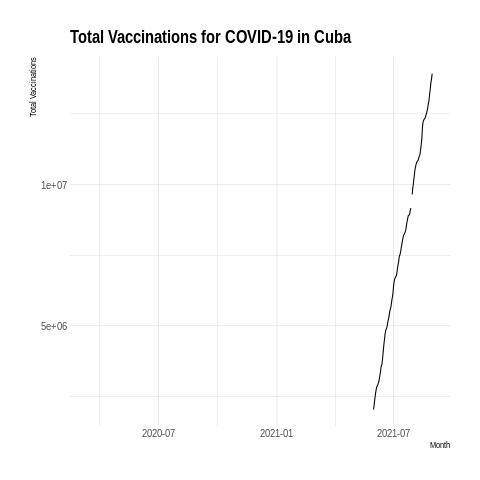 Total Vaccinations for COVID-19 in Cuba
Total Vaccinations
1e+07
5e+06
2020-07 2021-01 2021-07
Month